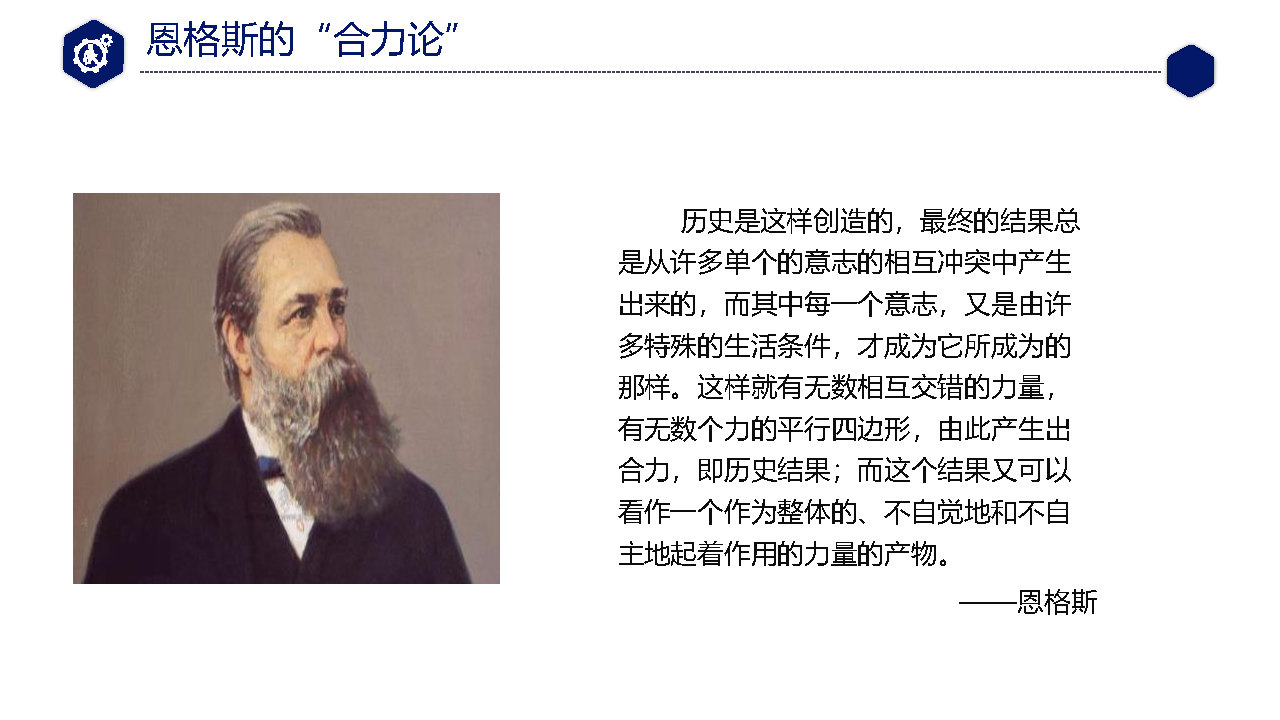 恩格斯的“合力论”
历史是这样创造的，最终的结果总
是从许多单个的意志的相互冲突中产生
出来的，而其中每一个意志，又是由许
多特殊的生活条件，才成为它所成为的
那样。这样就有无数相互交错的力量，
有无数个力的平行四边形，由此产生出
合力，即历史结果；而这个结果又可以
看作一个作为整体的、不自觉地和不自
主地起着作用的力量的产物。
——恩格斯